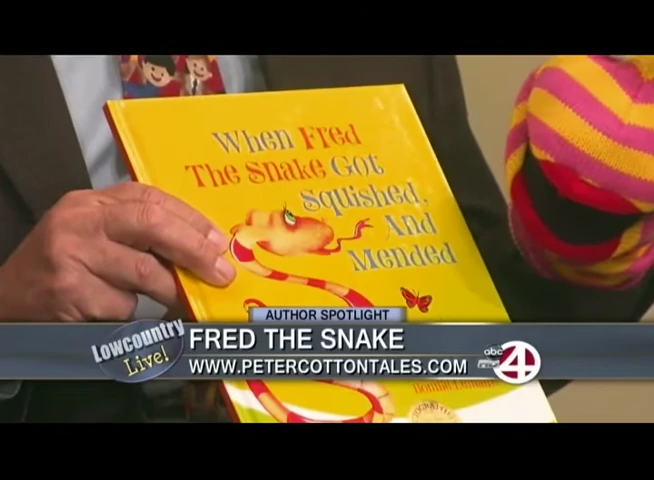 When Fred
The Snake Got
Squished,
And
Mended
AUTHOR SPOTLIGHT
Lowcountry
Live!
FRED THE SNAKE
WWW.PETERCOTTONTALES.COM
abc
4